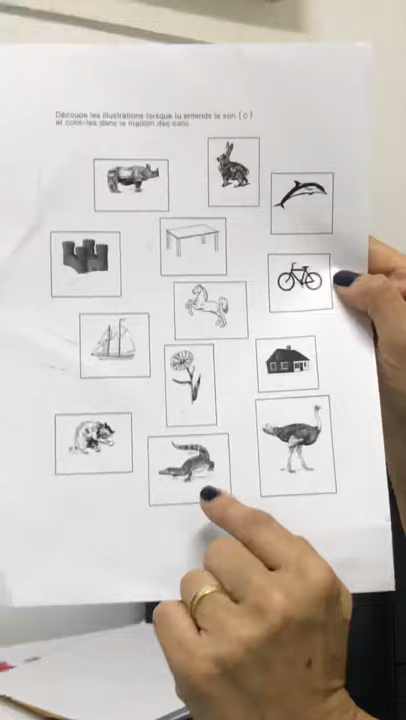 Découpe les illustrations lorsque tu entends le son [o]
et colle-les dans la maison des sons.